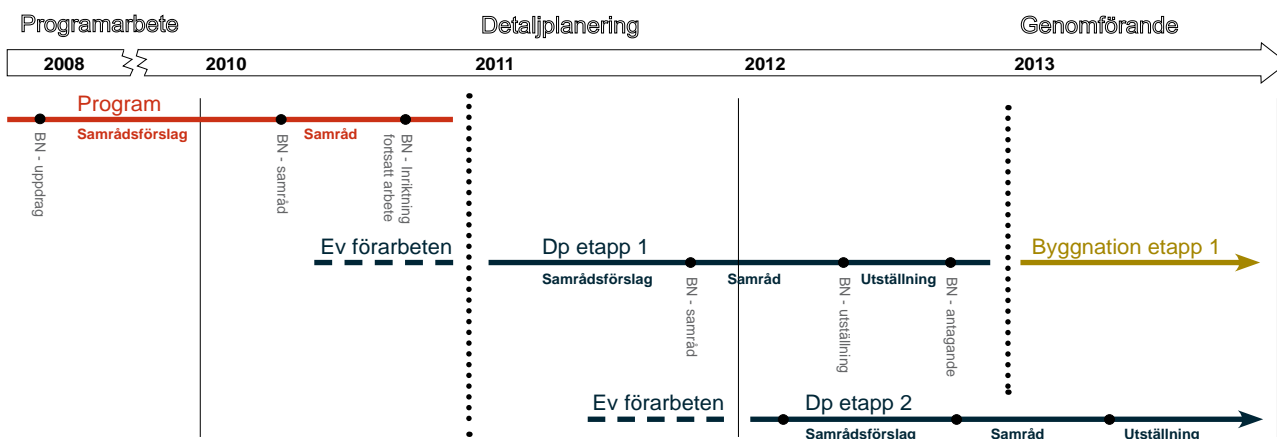 Programarbete
Detaljplanering
Genomförande
2008
2010
2011
2012
2013
Program
Samrådsförslag
Samråd
BN - uppdrag
BN - samråd
BN - Inriktning
fortsatt arbete
Ev förarbeten
Dp etapp 1
Byggnation etapp 1
Samrådsförslag
Samråd
Utställning
BN - samråd
BN - utställning
BN - antagande
Ev förarbeten
Dp etapp 2
Samrådsförslag
Samråd
Utställning